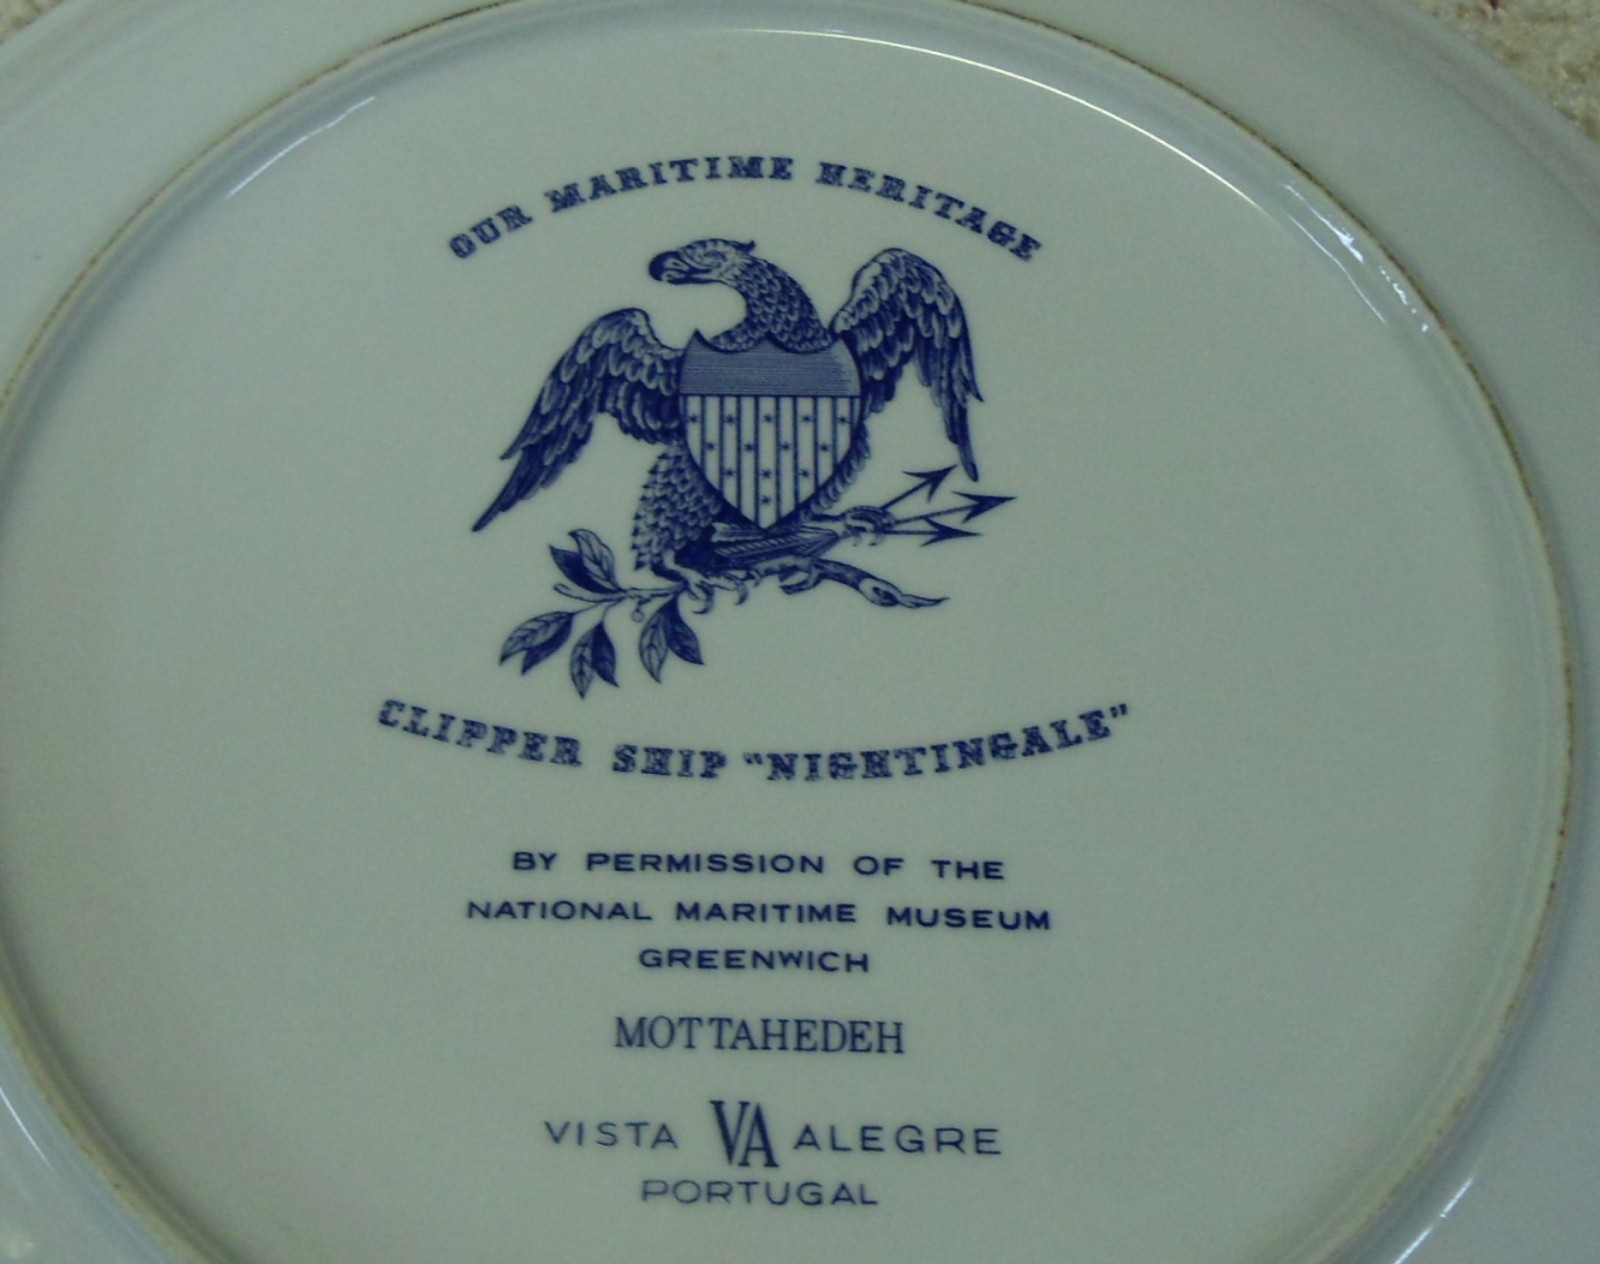 OUR MARITIME HERITAGE
CLIPPER SHIP "NIGHTINGALE"
BY PERMISSION OF THE
NATIONAL MARITIME MUSEUM
GREENWICH
MOTTAHEDEH
VISTA VA ALEGRE
PORTUGAL